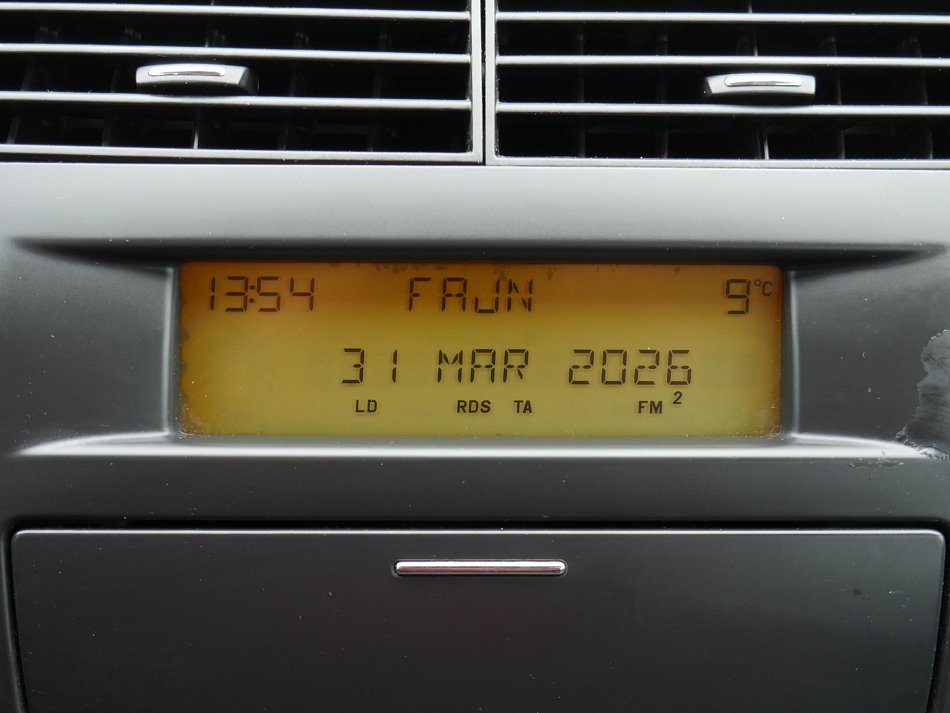 13:54 FAJN 9°C
31 MAR 2026
LD RDS TA FM 2